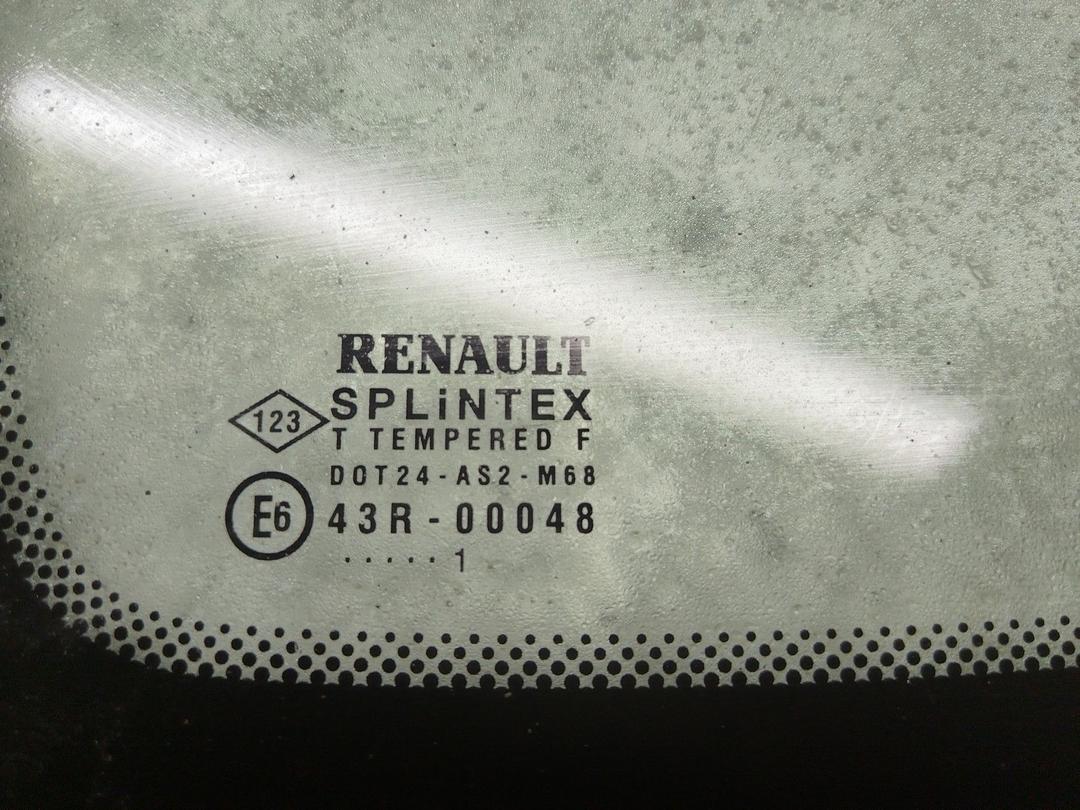 RENAULT
SPLiNTEX
123
T TEMPERED F
DOT24-AS2-M68
E6
43R-00048
.....1